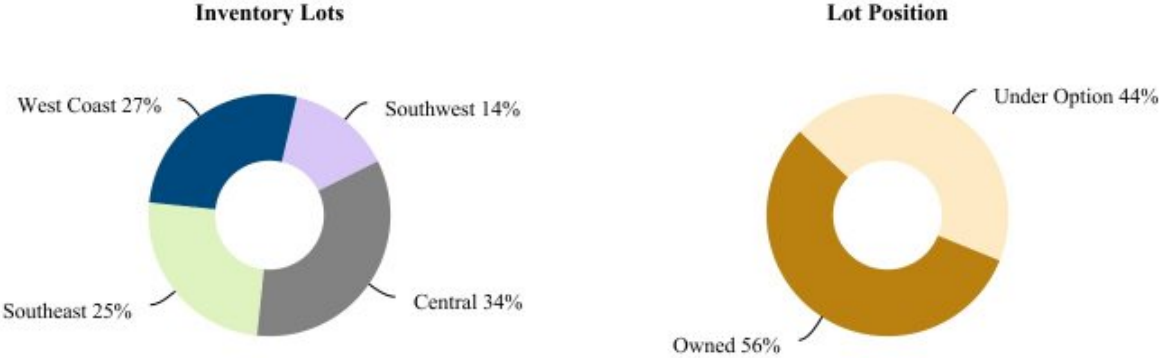 Inventory Lots
West Coast 27%
Southwest 14%
Southeast 25%
Central 34%
Lot Position
Under Option 44%
Owned 56%